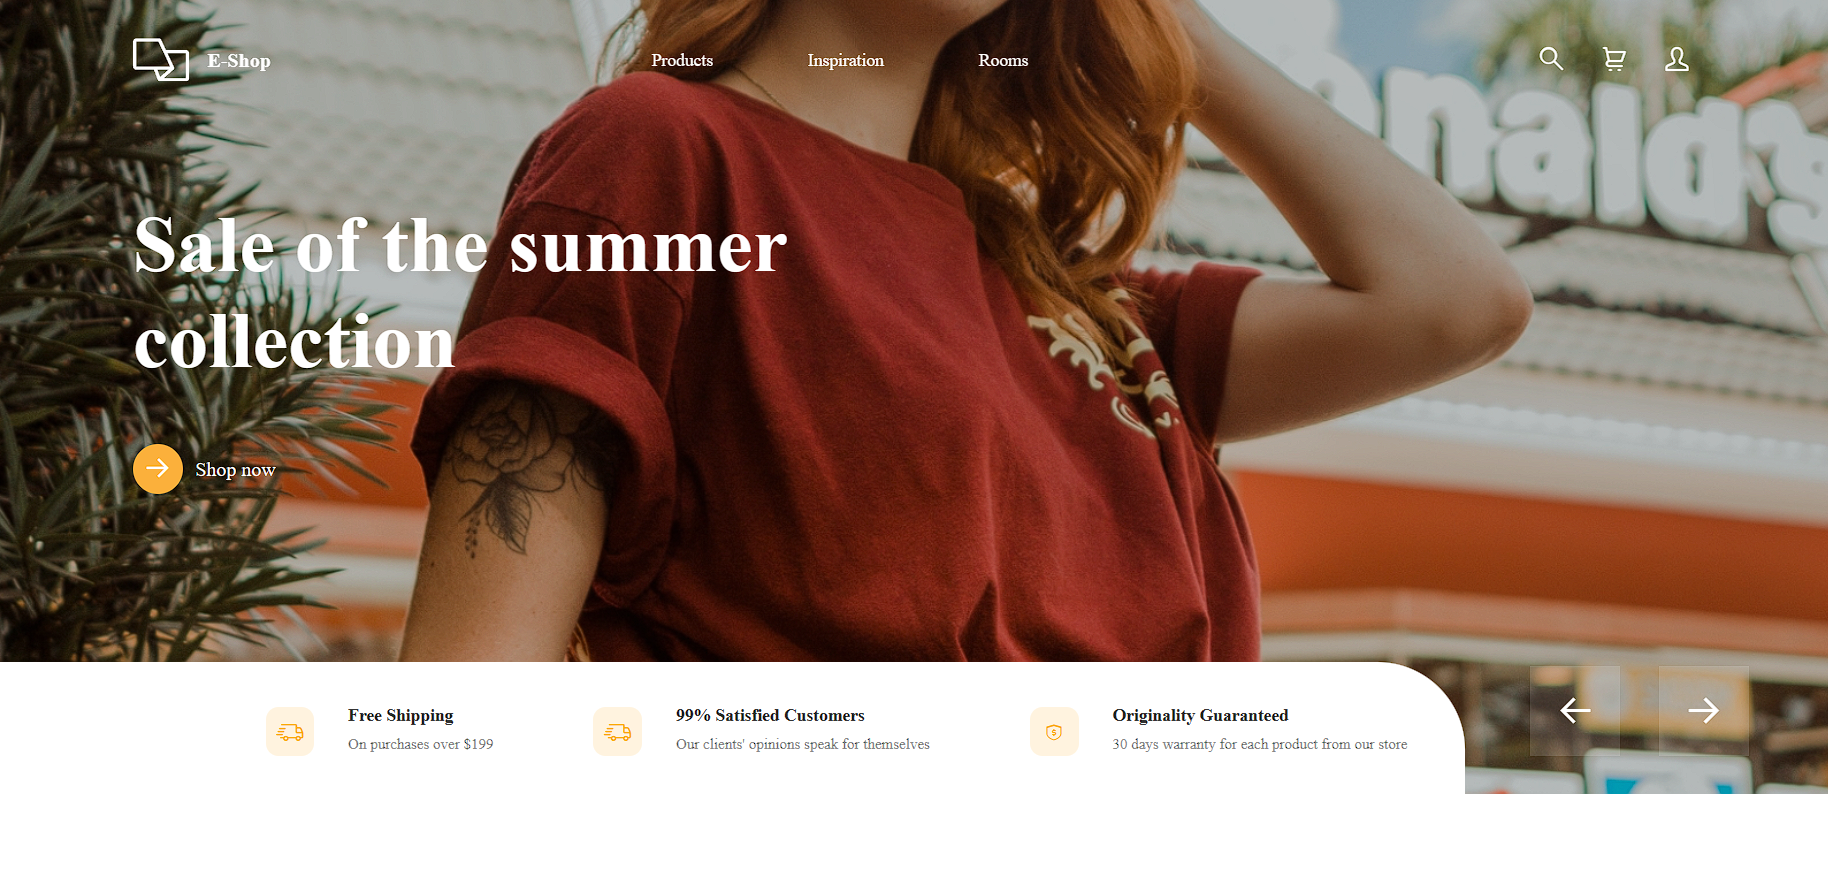 E-Shop
Products
Inspiration
Rooms
nald's
Sale of the summer
collection
Shop now
Free Shipping
On purchases over $199
99% Satisfied Customers
Our clients' opinions speak for themselves
Originality Guaranteed
30 days warranty for each product from our store